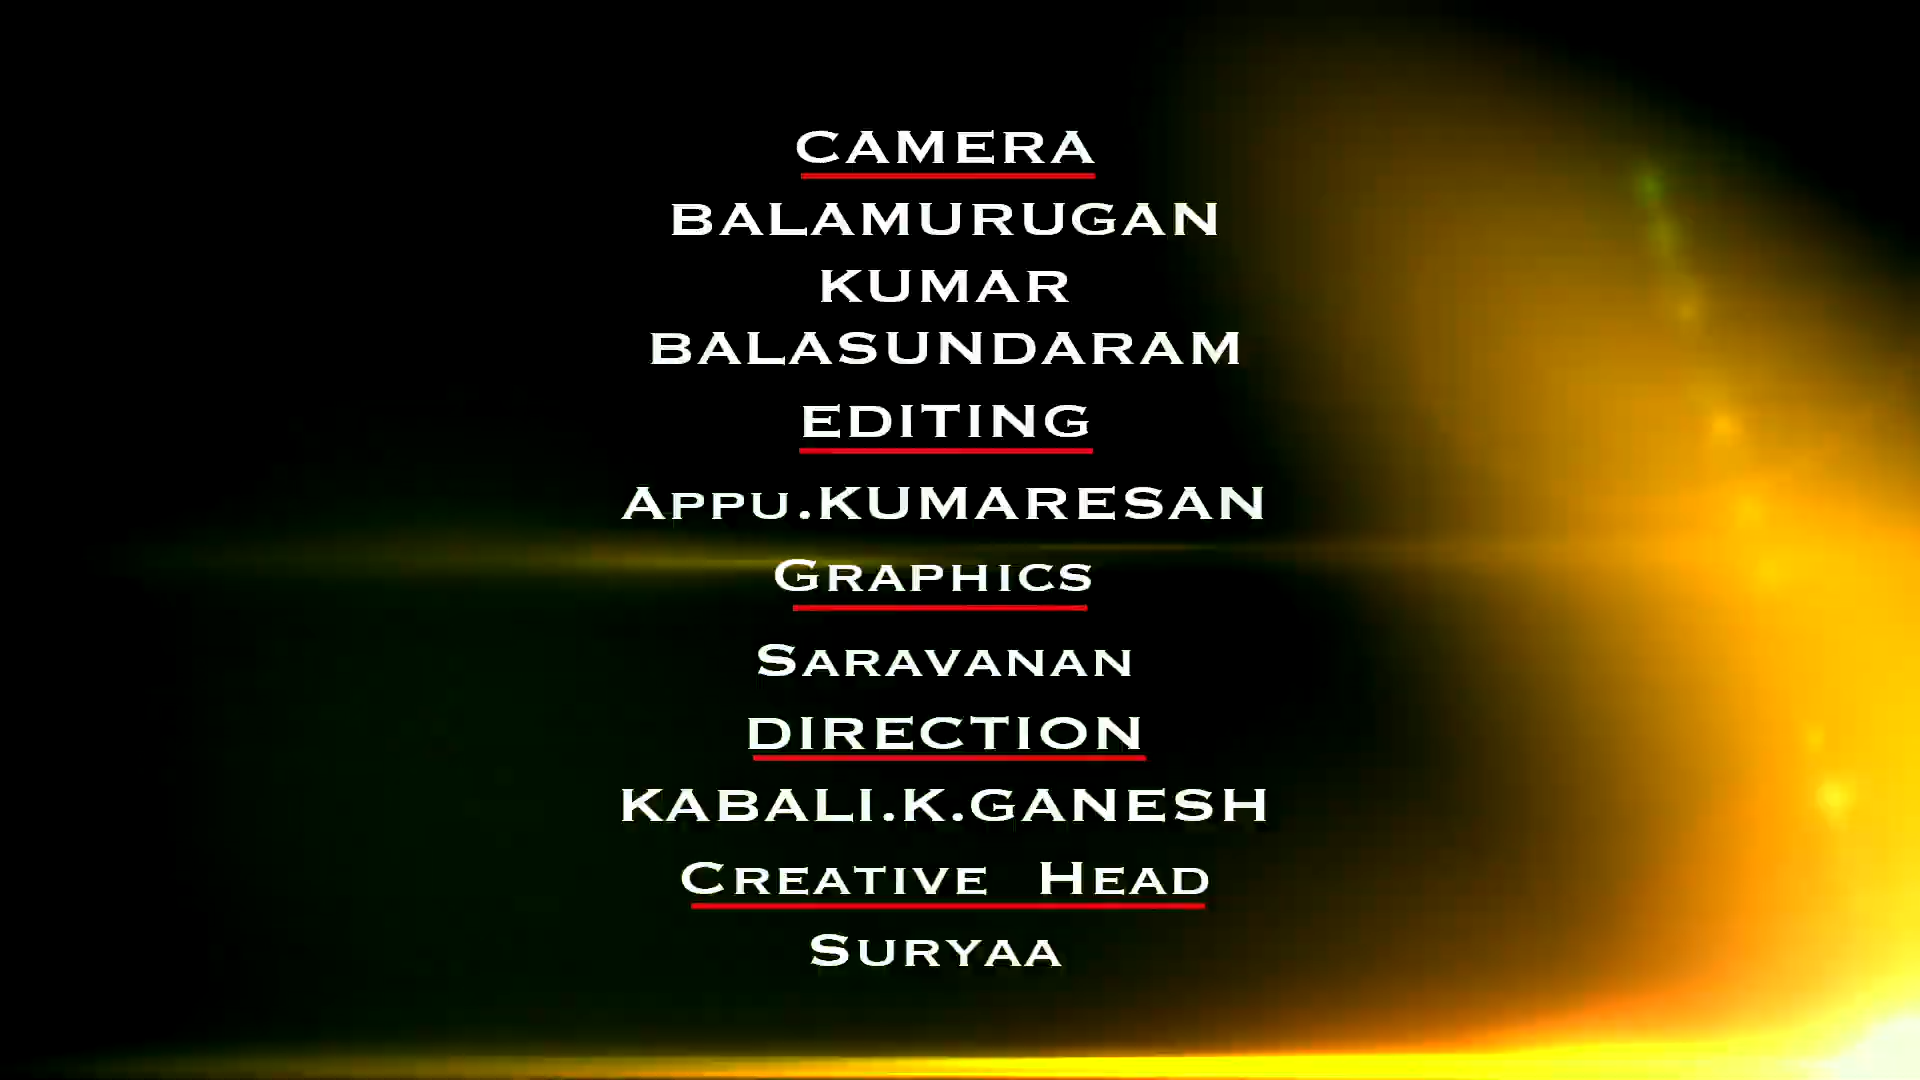 CAMERA
BALAMURUGAN
KUMAR
BALASUNDARAM
EDITING
APPU.KUMARESAN
GRAPHICS
SARAVANAN
DIRECTION
KABALI.K.GANESH
CREATIVE HEAD
SURYAA